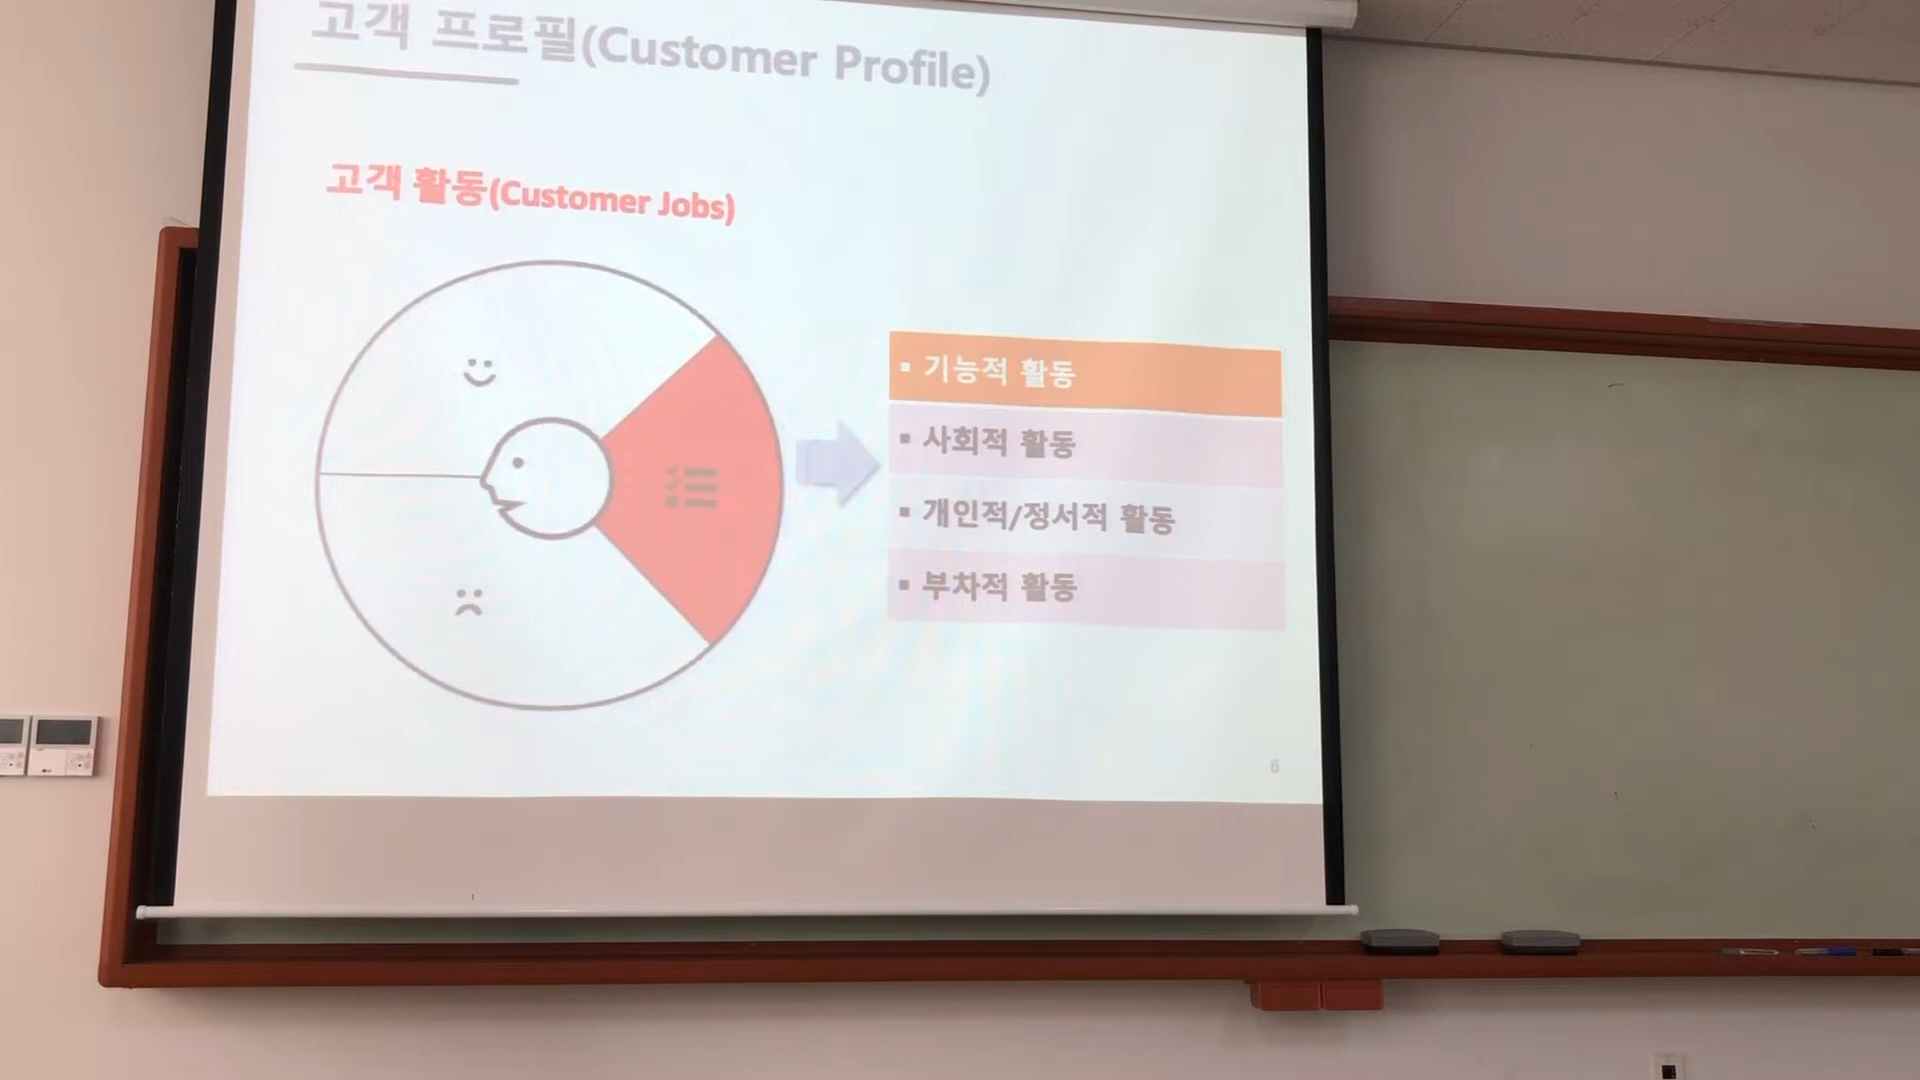 고객 프로필(Customer Profile)
고객 활동(Customer Jobs)
▪ 기능적 활동
▪ 사회적 활동
▪ 개인적/정서적 활동
▪ 부차적 활동
6